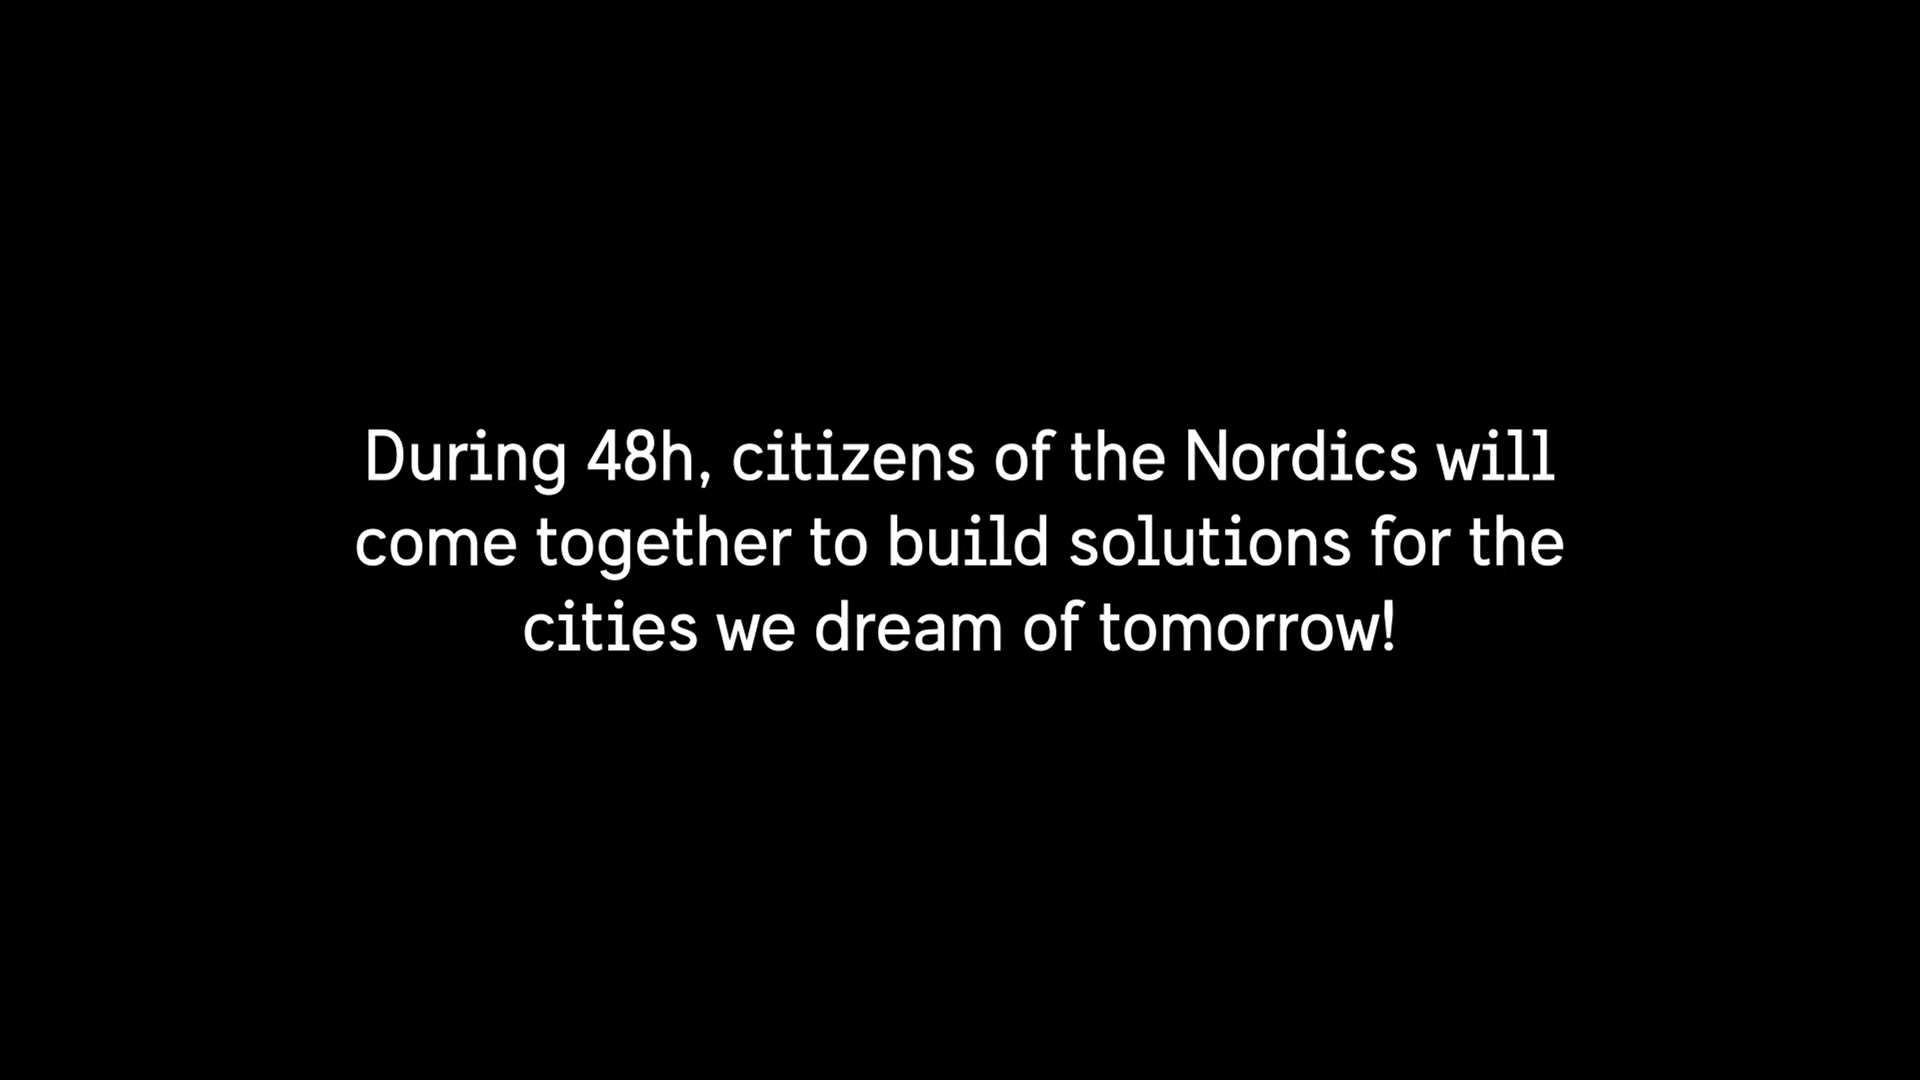 During 48h, citizens of the Nordics will
come together to build solutions for the
cities we dream of tomorrow!